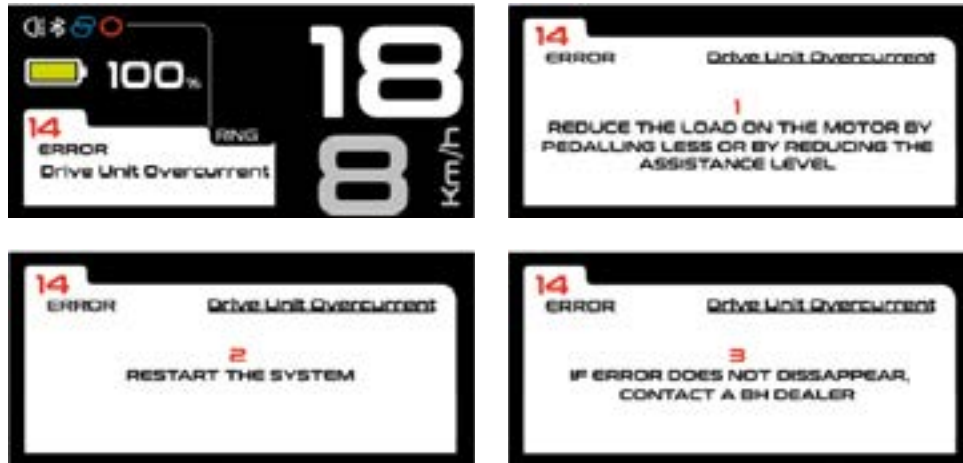 100%
18
8
Km/h
RING
14
ERROR
Drive Unit Overcurrent
14
ERROR
Drive Unit Overcurrent
1
REDUCE THE LOAD ON THE MOTOR BY
PEDALLING LESS OR BY REDUCING THE
ASSISTANCE LEVEL
14
ERROR
Drive Unit Overcurrent
2
RESTART THE SYSTEM
14
ERROR
Drive Unit Overcurrent
3
IF ERROR DOES NOT DISSAPPEAR,
CONTACT A BH DEALER